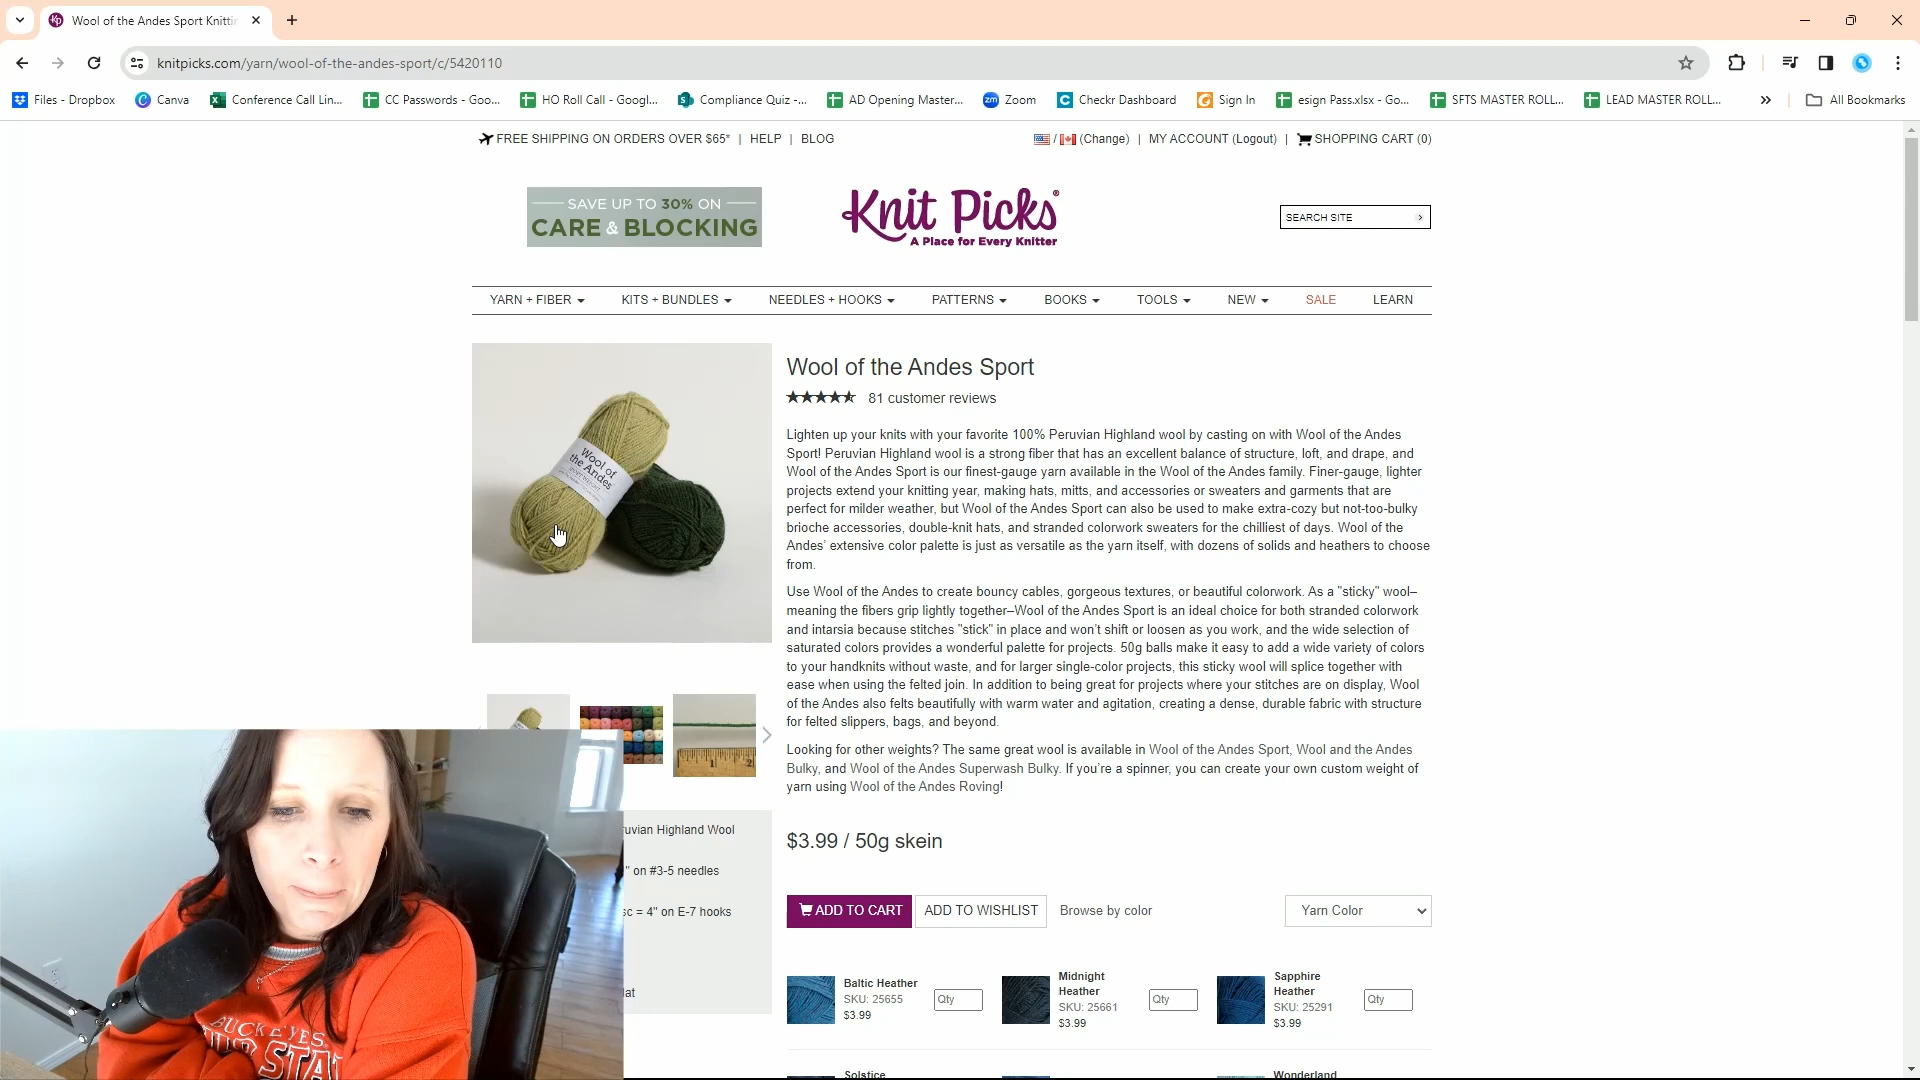 Wool of the Andes Sport Knittin
knitpicks.com/yarn/wool-of-the-andes-sport/c/5420110
Files - Dropbox
Canva
Conference Call Lin...
CC Passwords - Goo...
HO Roll Call - Googl...
Compliance Quiz -...
AD Opening Master...
Zoom
Checkr Dashboard
Sign In
esign Pass.xlsx - Go...
SFTS MASTER ROLL...
LEAD MASTER ROLL...
All Bookmarks
FREE SHIPPING ON ORDERS OVER $65* | HELP | BLOG
/ (Change) | MY ACCOUNT (Logout) | SHOPPING CART (0)
SAVE UP TO 30% ON
CARE & BLOCKING
Knit Picks®
A Place for Every Knitter
SEARCH SITE
YARN + FIBER
KITS + BUNDLES
NEEDLES + HOOKS
PATTERNS
BOOKS
TOOLS
NEW
SALE
LEARN
Wool of
the Andes
Wool of the Andes Sport
81 customer reviews
Lighten up your knits with your favorite 100% Peruvian Highland wool by casting on with Wool of the Andes
Sport! Peruvian Highland wool is a strong fiber that has an excellent balance of structure, loft, and drape, and
Wool of the Andes Sport is our finest-gauge yarn available in the Wool of the Andes family. Finer-gauge, lighter
projects extend your knitting year, making hats, mitts, and accessories or sweaters and garments that are
perfect for milder weather, but Wool of the Andes Sport can also be used to make extra-cozy but not-too-bulky
brioche accessories, double-knit hats, and stranded colorwork sweaters for the chilliest of days. Wool of the
Andes' extensive color palette is just as versatile as the yarn itself, with dozens of solids and heathers to choose
from.
Use Wool of the Andes to create bouncy cables, gorgeous textures, or beautiful colorwork. As a "sticky" wool–
meaning the fibers grip lightly together–Wool of the Andes Sport is an ideal choice for both stranded colorwork
and intarsia because stitches "stick" in place and won't shift or loosen as you work, and the wide selection of
saturated colors provides a wonderful palette for projects. 50g balls make it easy to add a wide variety of colors
to your handknits without waste, and for larger single-color projects, this sticky wool will splice together with
ease when using the felted join. In addition to being great for projects where your stitches are on display, Wool
of the Andes also felts beautifully with warm water and agitation, creating a dense, durable fabric with structure
for felted slippers, bags, and beyond.
Looking for other weights? The same great wool is available in Wool of the Andes Sport, Wool and the Andes
Bulky, and Wool of the Andes Superwash Bulky. If you're a spinner, you can create your own custom weight of
yarn using Wool of the Andes Roving!
1 2
uvian Highland Wool
" on #3-5 needles
sc = 4" on E-7 hooks
lat
BUCKEYES
$3.99 / 50g skein
ADD TO CART
ADD TO WISHLIST
Browse by color
Yarn Color
Baltic Heather
SKU: 25655
$3.99
Qty
Midnight
Heather
SKU: 25661
$3.99
Qty
Sapphire
Heather
SKU: 25291
$3.99
Qty
Solstice
Wonderland